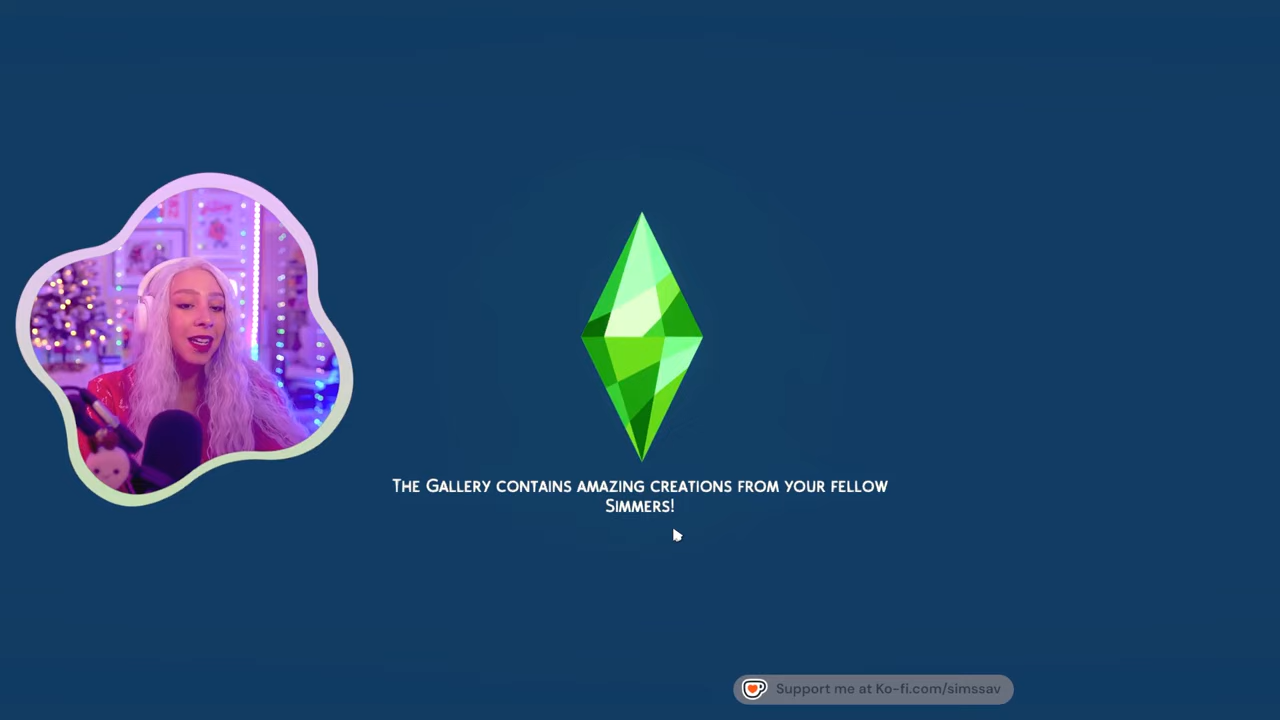 The Gallery contains amazing creations from your fellow
Simmers!
Support me at Ko-fi.com/simssav